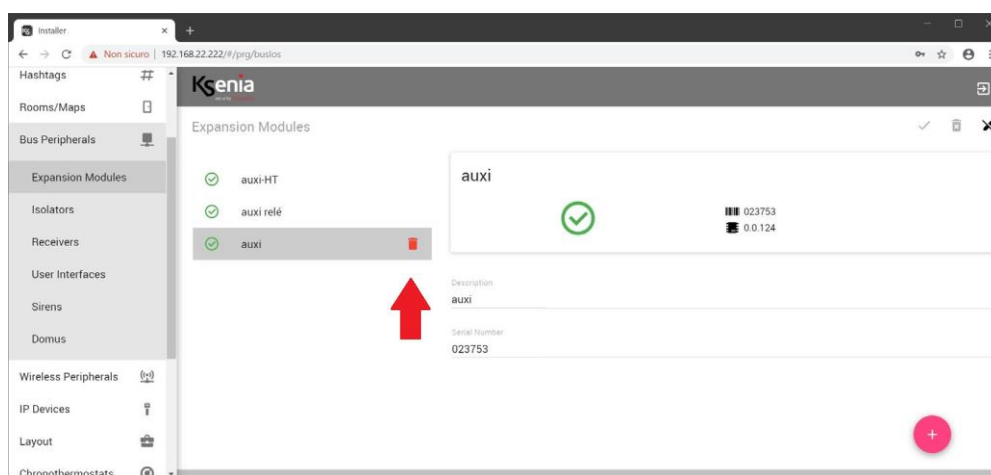 Installer
Non sicuro | 192.168.22.222/#/prg/buslos
Hashtags
Rooms/Maps
Bus Peripherals
Expansion Modules
Isolators
Receivers
User Interfaces
Sirens
Domus
Wireless Peripherals
IP Devices
Layout
Chronothermostats
Ksenia
Expansion Modules
auxi-HT
auxi relé
auxi
auxi
023753
0.0.124
Description
auxi
Serial Number
023753